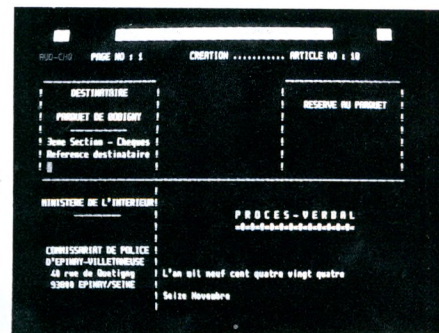 AUD-CHQ PAGE NO : 1 CREATION ........... ARTICLE NO : 10
DESTINATAIRE
PARQUET DE BOBIGNY
3eme Section - Cheques
Reference destinataire
RESERVE AU PARQUET
MINISTERE DE L'INTERIEUR
COMMISSARIAT DE POLICE
D'EPINAY-VILLETANEUSE
40 rue de Quetigny
93800 EPINAY/SEINE
PROCES-VERBAL
L'an mil neuf cent quatre vingt quatre
Seize Novembre